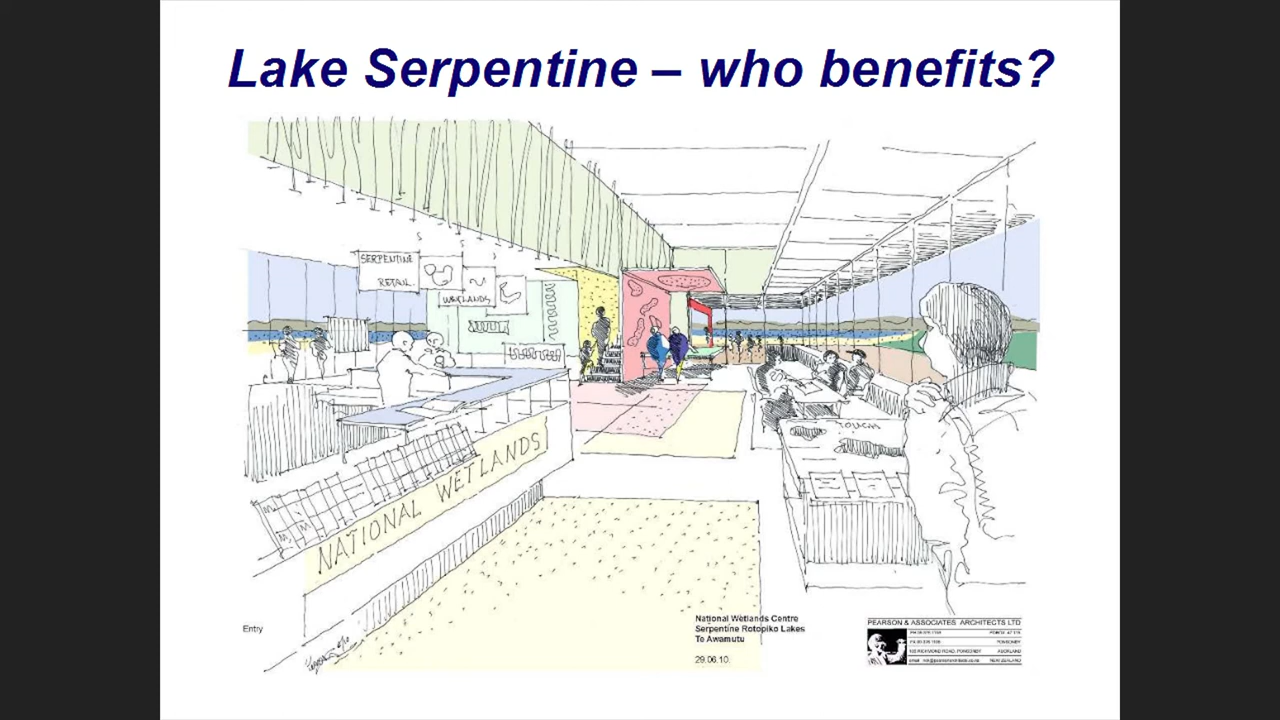 Lake Serpentine – who benefits?
SERPENTINE
RETAIL
WETLANDS
TOUCH
NATIONAL WETLANDS
Entry
National Wetlands Centre
Serpentine Rotopiko Lakes
Te Awamutu
29.06.10.
PEARSON & ASSOCIATES ARCHITECTS LTD
PONSONBY
AUCKLAND
NEW ZEALAND